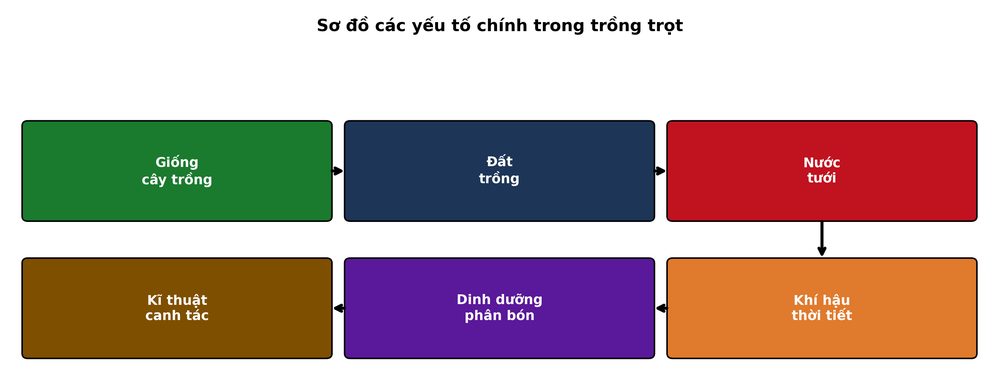 Sơ đồ các yếu tố chính trong trồng trọt
Giống
cây trồng
Đất
trồng
Nước
tưới
Kĩ thuật
canh tác
Dinh dưỡng
phân bón
Khí hậu
thời tiết